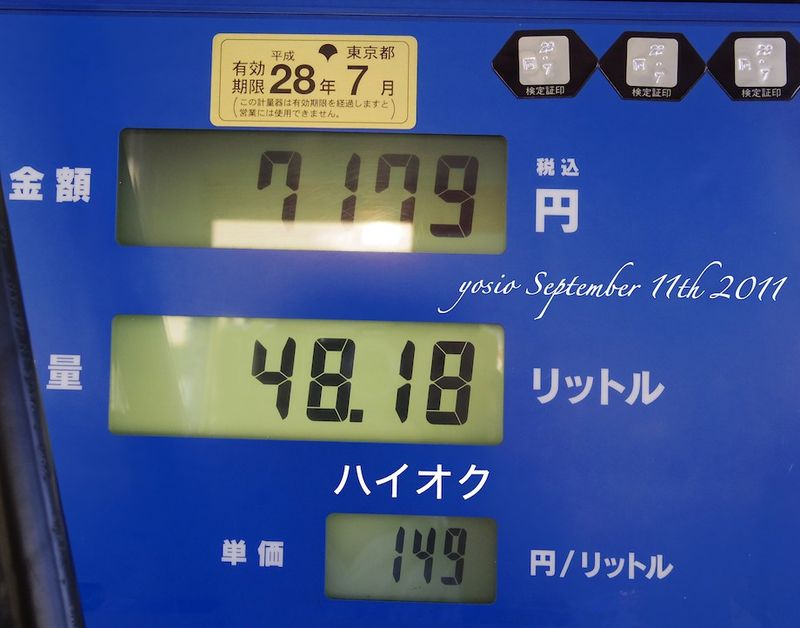 平成 東京都
有効期限 28年 7月
(この計量器は有効期限を経過しますと
営業には使用できません。)
検定証印 検定証印 検定証印
金額 7179 税込 円
yosio September 11th 2011
量 48.18 リットル
ハイオク
単価 149 円/リットル